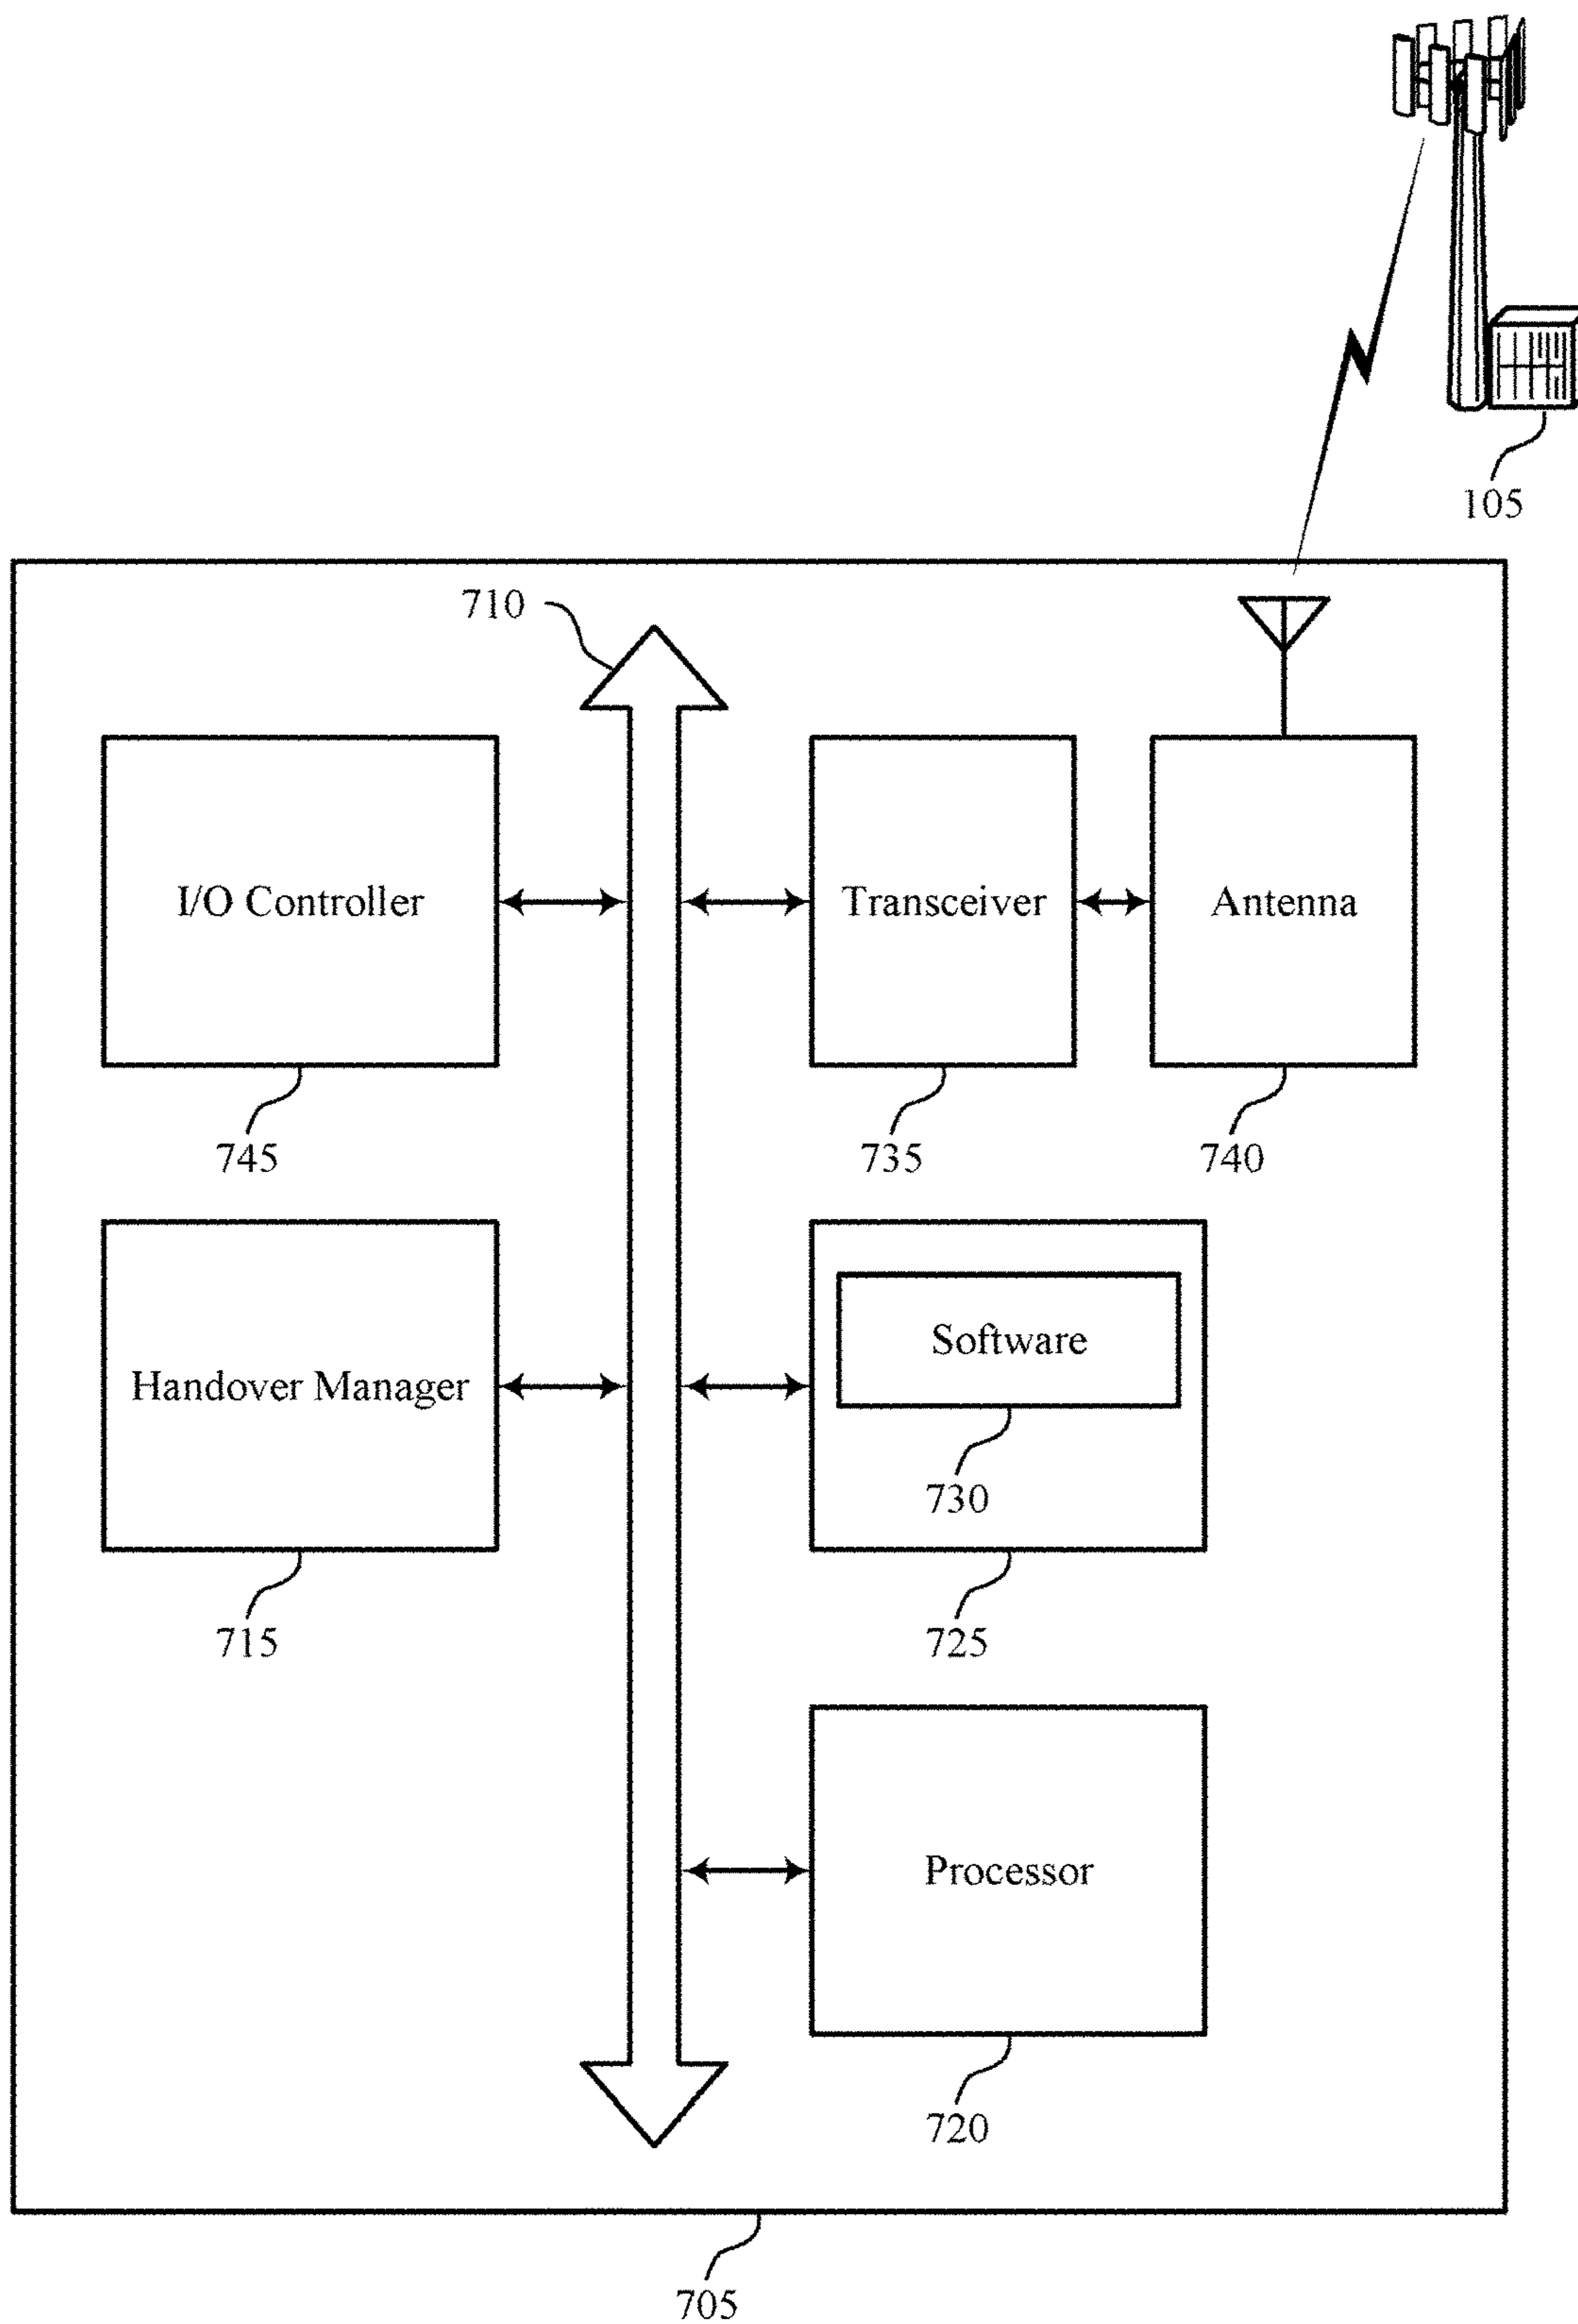 105
710
I/O Controller
Transceiver
Antenna
745
735
740
Handover Manager
Software
730
715
725
Processor
720
705